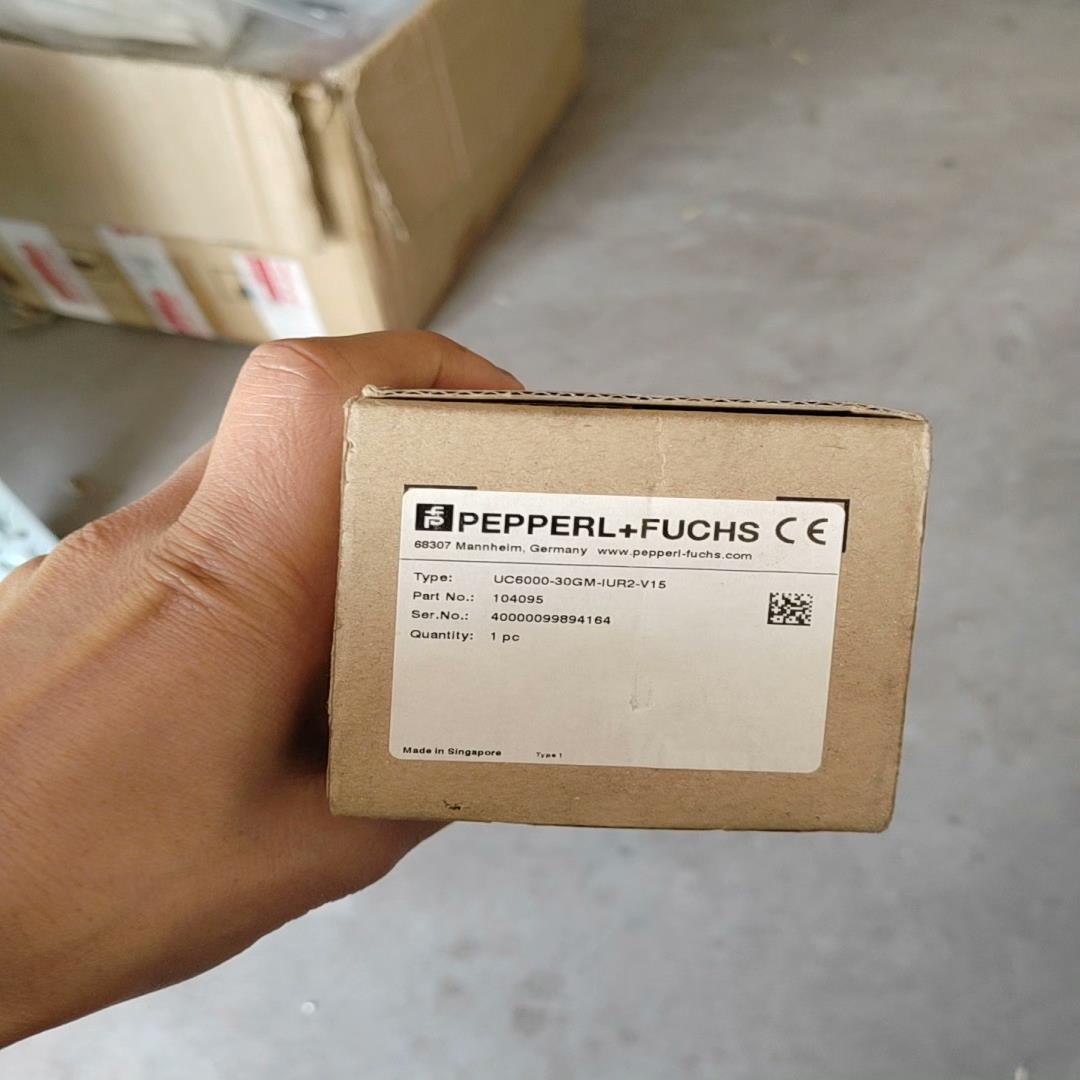 PEPPERL+FUCHS CE
68307 Mannheim, Germany www.pepperl-fuchs.com
Type: UC6000-30GM-IUR2-V15
Part No.: 104095
Ser.No.: 40000099894164
Quantity: 1 pc
Made in Singapore Type 1